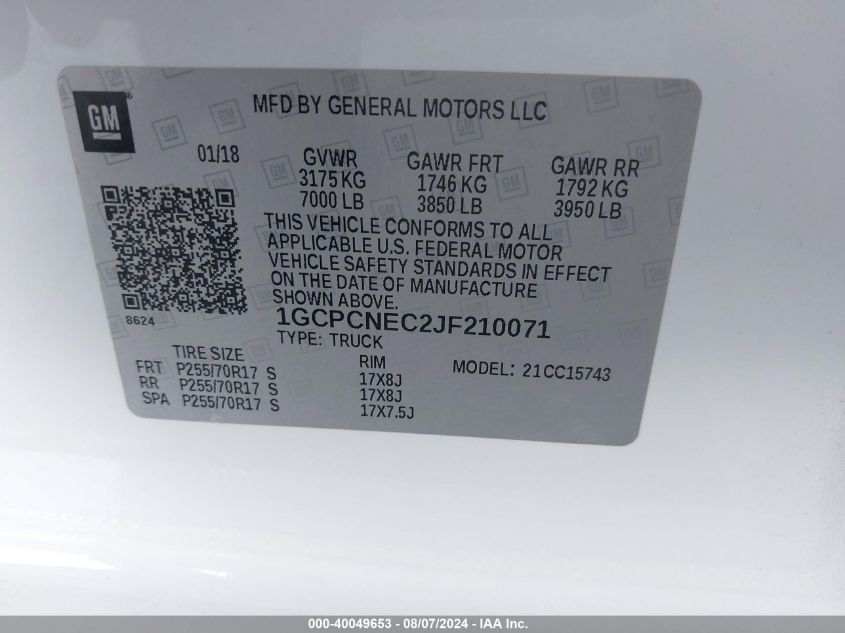 GM
MFD BY GENERAL MOTORS LLC
01/18
GVWR GAWR FRT GAWR RR
3175 KG 1746 KG 1792 KG
7000 LB 3850 LB 3950 LB
THIS VEHICLE CONFORMS TO ALL
APPLICABLE U.S. FEDERAL MOTOR
VEHICLE SAFETY STANDARDS IN EFFECT
ON THE DATE OF MANUFACTURE
SHOWN ABOVE.
8624
1GCPCNEC2JF210071
TYPE: TRUCK
TIRE SIZE RIM MODEL: 21CC15743
FRT P255/70R17 S 17X8J
RR P255/70R17 S 17X8J
SPA P255/70R17 S 17X7.5J
000-40049653 - 08/07/2024 - IAA Inc.